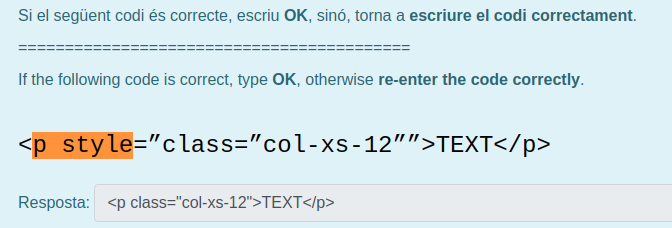 Si el següent codi és correcte, escriu OK, sinó, torna a escriure el codi correctament.
==========================================
If the following code is correct, type OK, otherwise re-enter the code correctly.
<p style=”class=”col-xs-12””>TEXT</p>
Resposta: <p class="col-xs-12">TEXT</p>